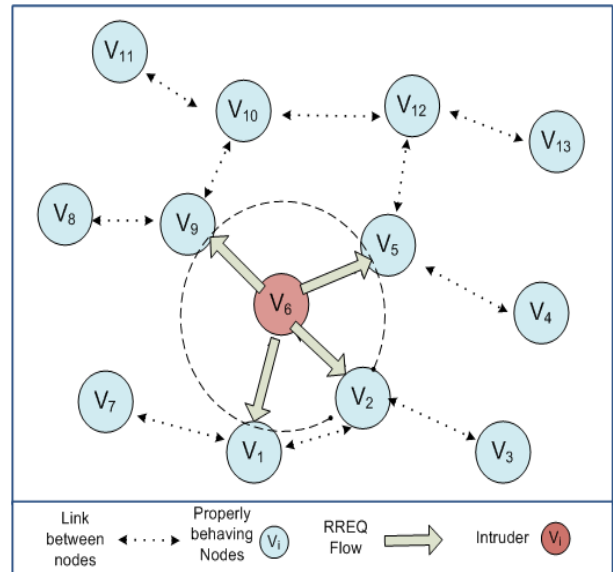 V11
V10
V12
V13
V8
V9
V5
V6
V4
V7
V2
V1
V3
Link between nodes
Properly behaving Nodes
Vi
RREQ Flow
Intruder
Vi